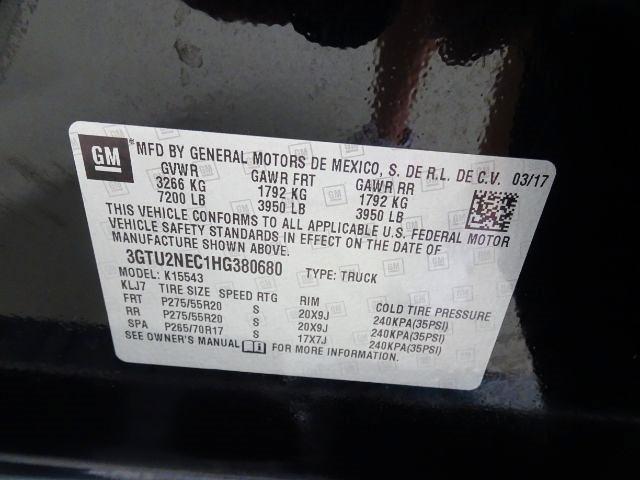 GM *MFD BY GENERAL MOTORS DE MEXICO, S. DE R.L. DE C.V. 03/17
GVWR GAWR FRT GAWR RR
3266 KG 1792 KG 1792 KG
7200 LB 3950 LB 3950 LB
THIS VEHICLE CONFORMS TO ALL APPLICABLE U.S. FEDERAL MOTOR
VEHICLE SAFETY STANDARDS IN EFFECT ON THE DATE OF
MANUFACTURE SHOWN ABOVE.
3GTU2NEC1HG380680 TYPE: TRUCK
MODEL: K15543
KLJ7 TIRE SIZE SPEED RTG RIM COLD TIRE PRESSURE
FRT P275/55R20 S 20X9J 240KPA(35PSI)
RR P275/55R20 S 20X9J 240KPA(35PSI)
SPA P265/70R17 S 17X7J 240KPA(35PSI)
SEE OWNER'S MANUAL FOR MORE INFORMATION.